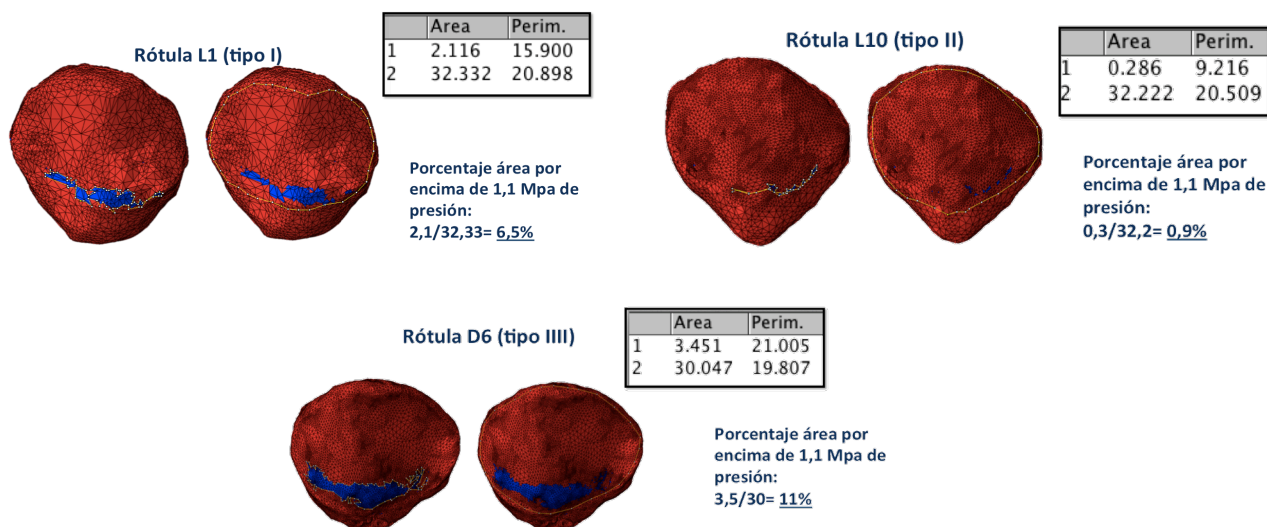 Rótula L1 (tipo I)
Area Perim.
1 2.116 15.900
2 32.332 20.898
Porcentaje área por
encima de 1,1 Mpa de
presión:
2,1/32,33= 6,5%
Rótula L10 (tipo II)
Area Perim.
1 0.286 9.216
2 32.222 20.509
Porcentaje área por
encima de 1,1 Mpa de
presión:
0,3/32,2= 0,9%
Rótula D6 (tipo IIII)
Area Perim.
1 3.451 21.005
2 30.047 19.807
Porcentaje área por
encima de 1,1 Mpa de
presión:
3,5/30= 11%